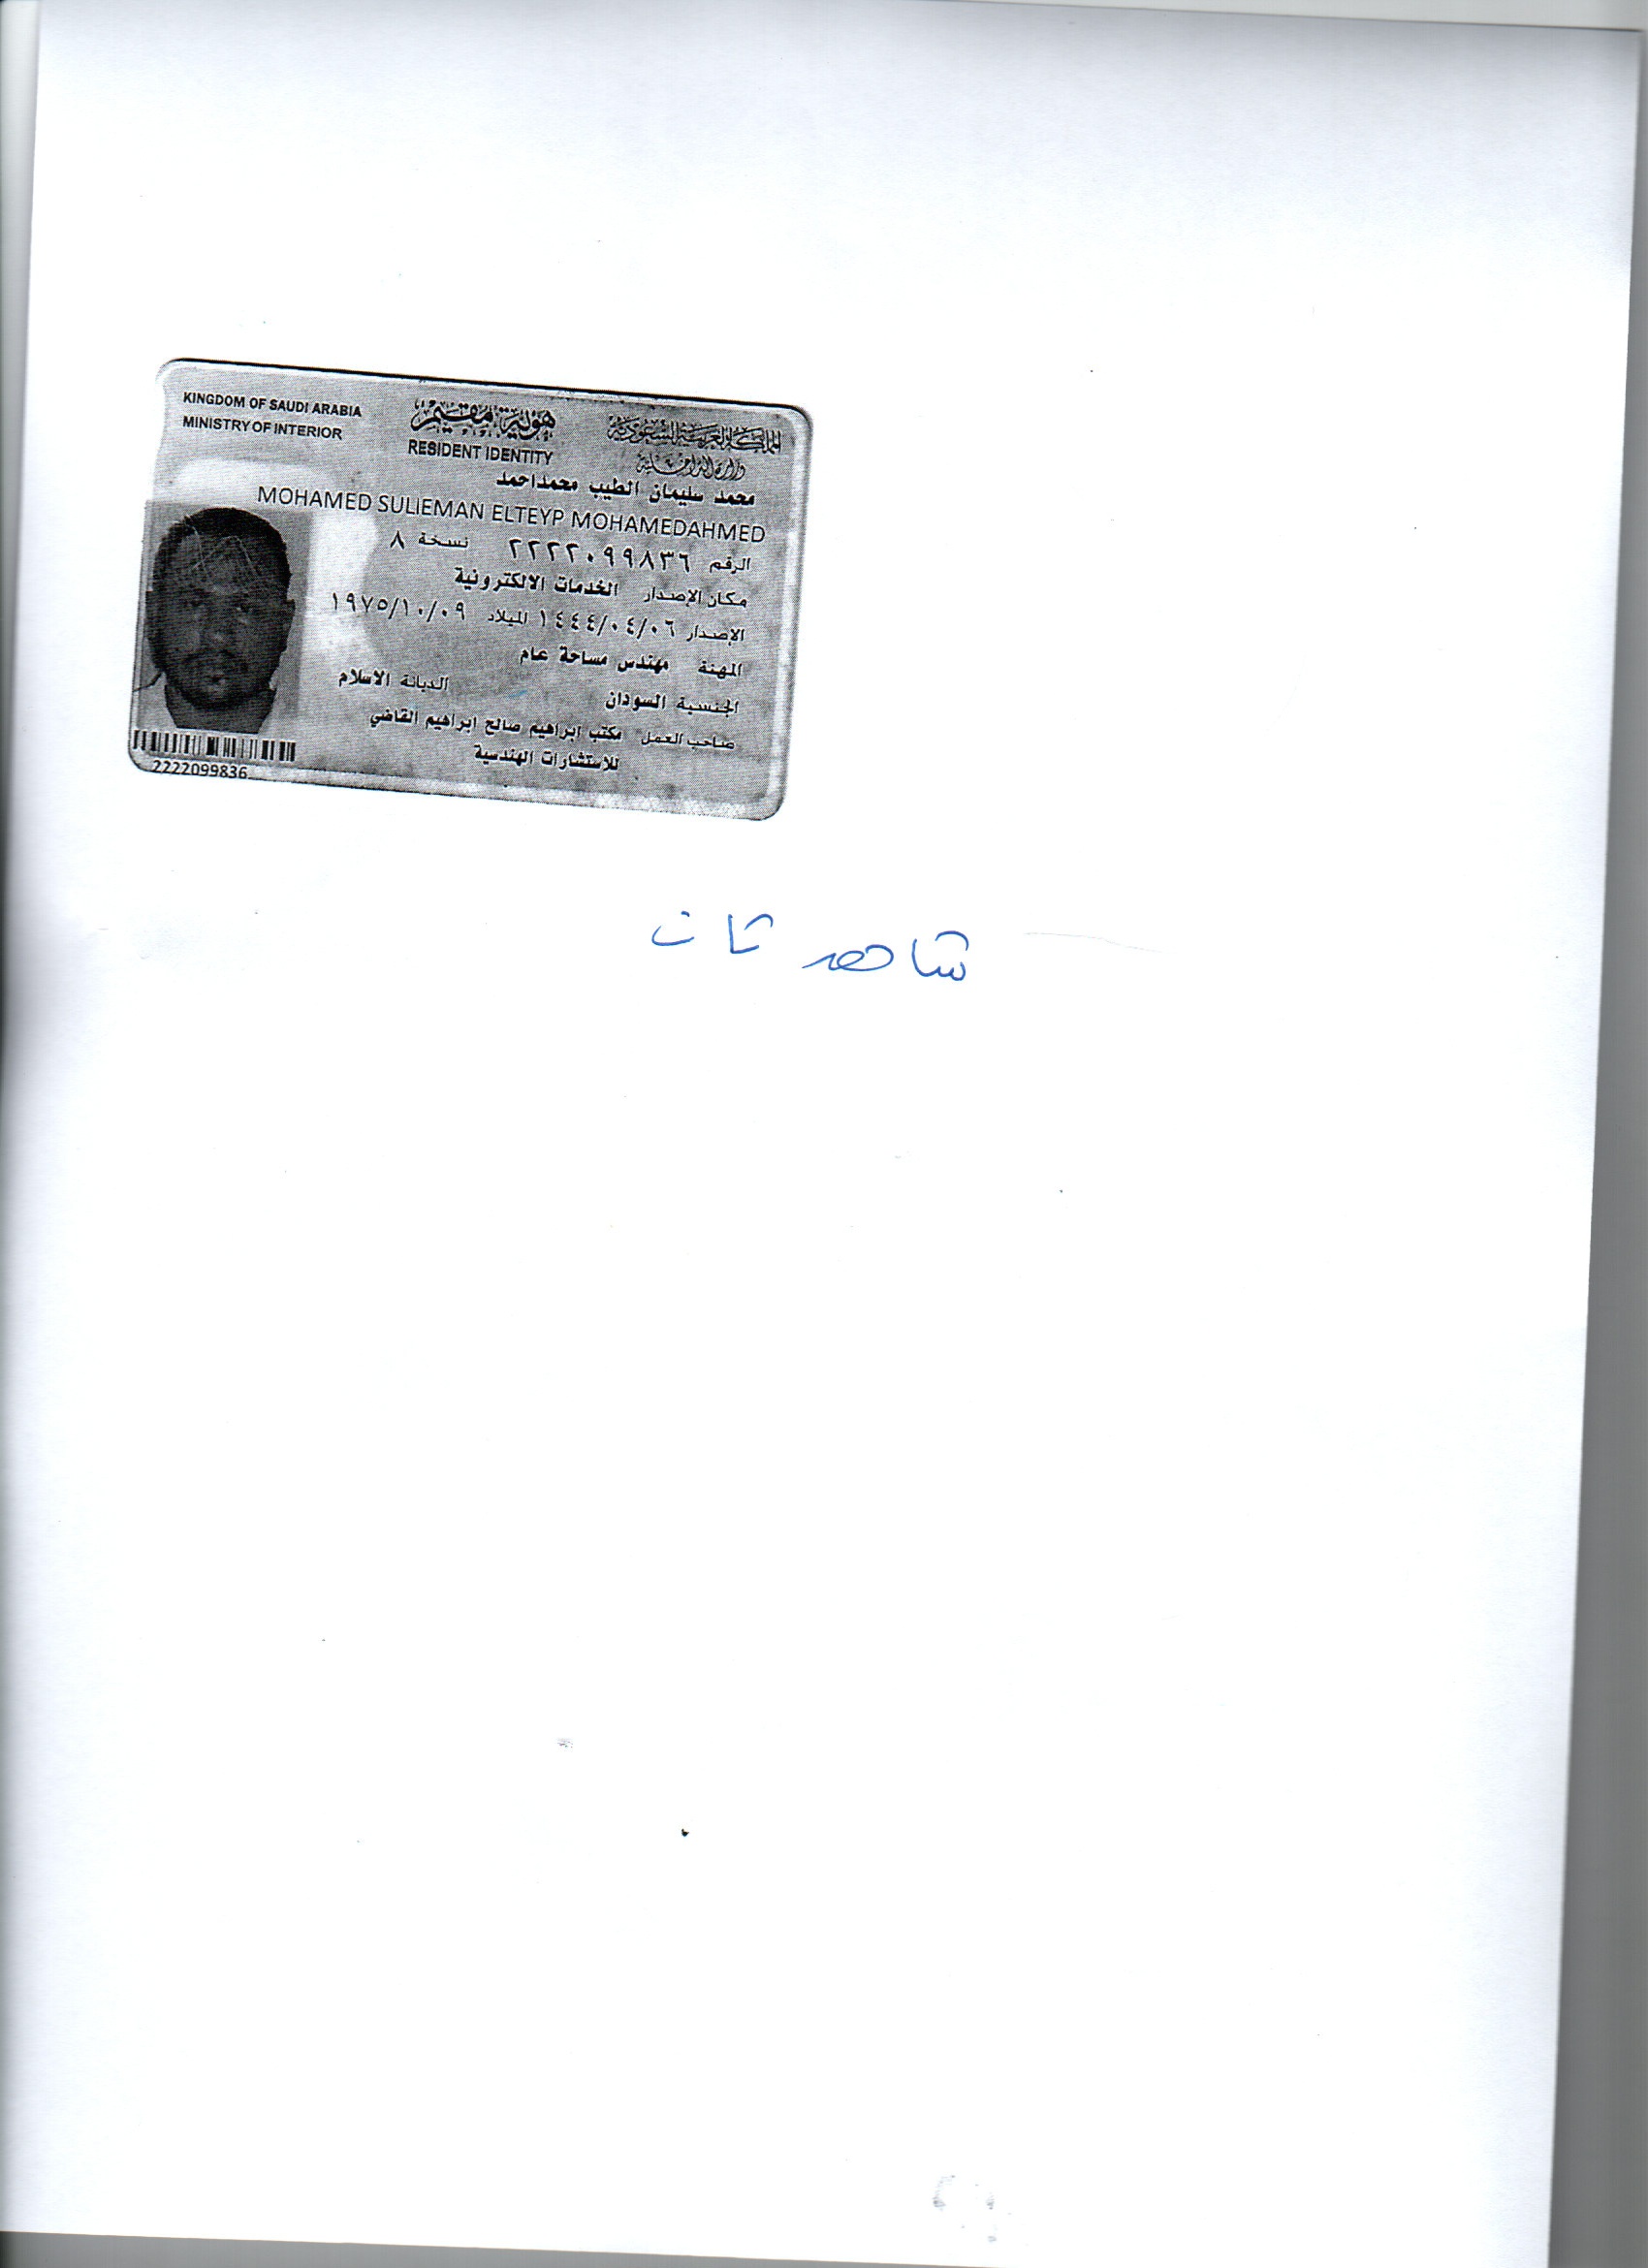 KINGDOM OF SAUDI ARABIA
MINISTRY OF INTERIOR
هوية مقيم
RESIDENT IDENTITY
المملكة العربية السعودية
وزارة الداخلية
محمد سليمان الطيب محمداحمد
MOHAMED SULIEMAN ELTEYP MOHAMEDAHMED
الرقم ٢٢٢٢٠٩٩٨٣٦ نسخة ٨
مكان الإصدار الخدمات الالكترونية
الإصدار ١٤٤٤/٠٤/٠٦ الميلاد ١٩٧٥/١٠/٠٩
المهنة مهندس مساحة عام
الجنسية السودان الديانة الاسلام
صاحب العمل مكتب ابراهيم صالح ابراهيم القاضي
للاستشارات الهندسية
2222099836
شاهد ثان